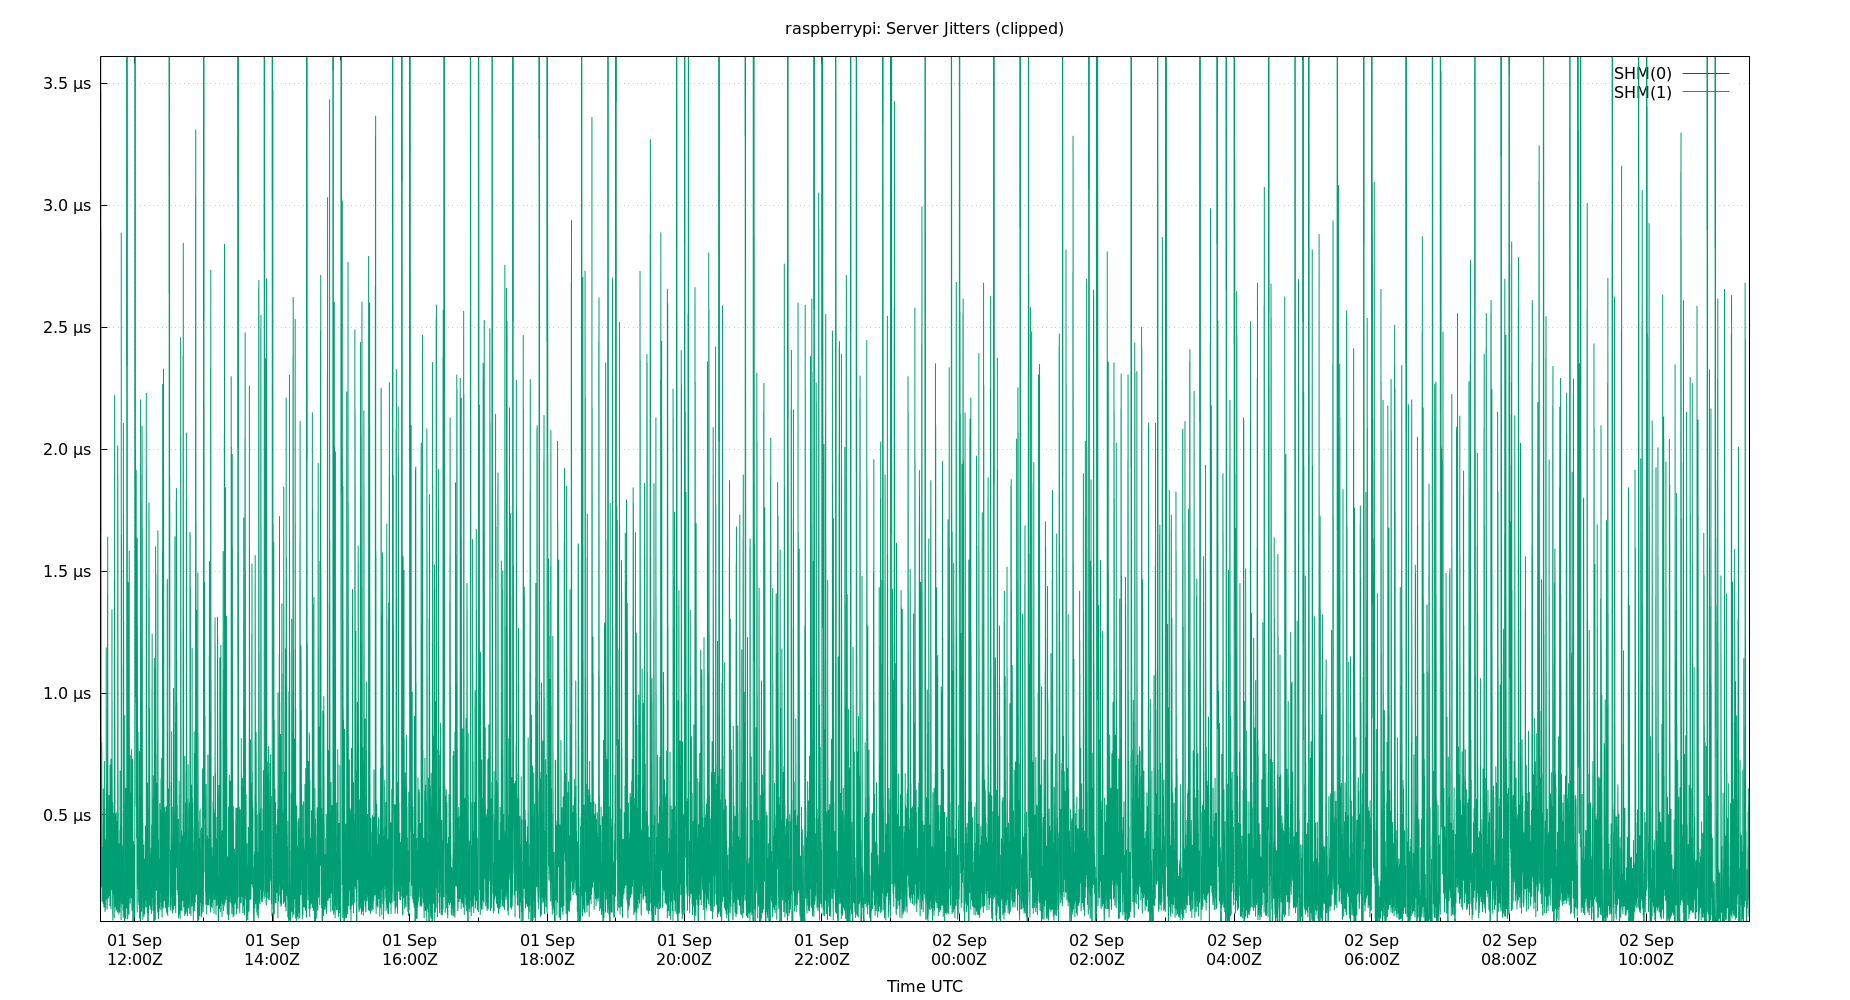 raspberrypi: Server Jitters (clipped)
SHM(0)
SHM(1)
3.5 µs
3.0 µs
2.5 µs
2.0 µs
1.5 µs
1.0 µs
0.5 µs
01 Sep 01 Sep 01 Sep 01 Sep 01 Sep 01 Sep 02 Sep 02 Sep 02 Sep 02 Sep 02 Sep 02 Sep
12:00Z 14:00Z 16:00Z 18:00Z 20:00Z 22:00Z 00:00Z 02:00Z 04:00Z 06:00Z 08:00Z 10:00Z
Time UTC